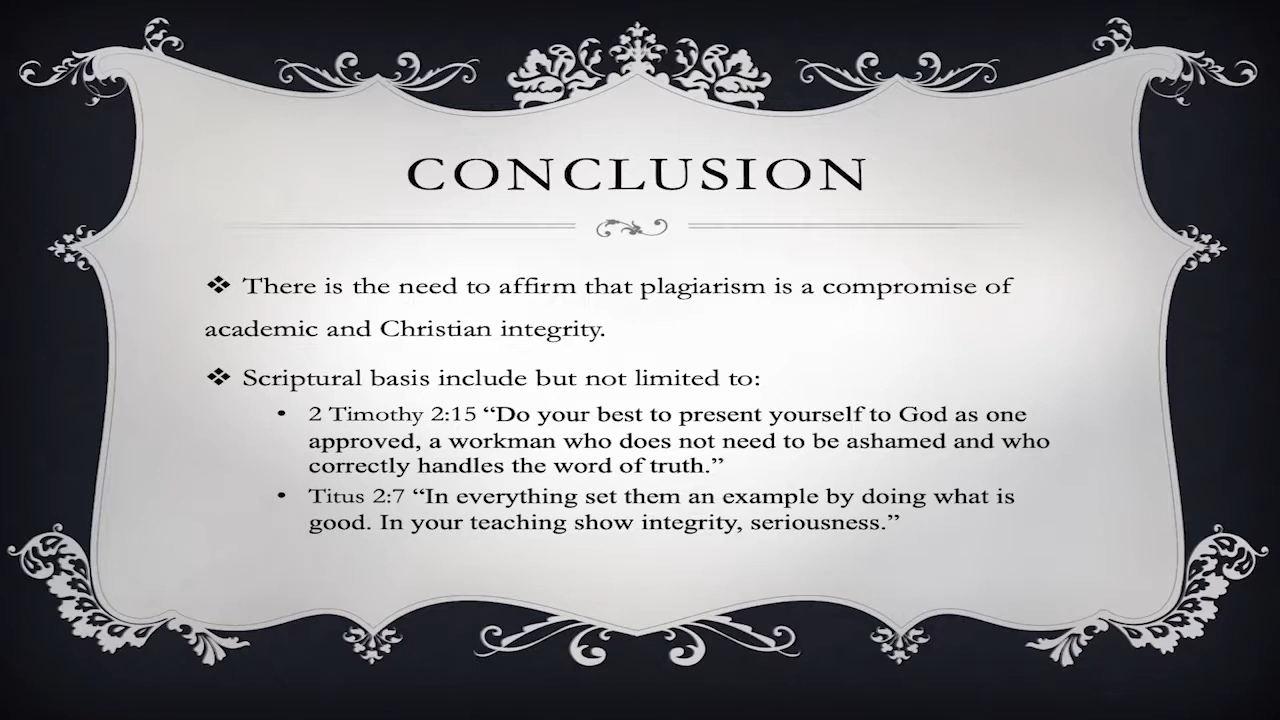 CONCLUSION
❖ There is the need to affirm that plagiarism is a compromise of
academic and Christian integrity.
❖ Scriptural basis include but not limited to:
• 2 Timothy 2:15 “Do your best to present yourself to God as one
approved, a workman who does not need to be ashamed and who
correctly handles the word of truth.”
• Titus 2:7 “In everything set them an example by doing what is
good. In your teaching show integrity, seriousness.”